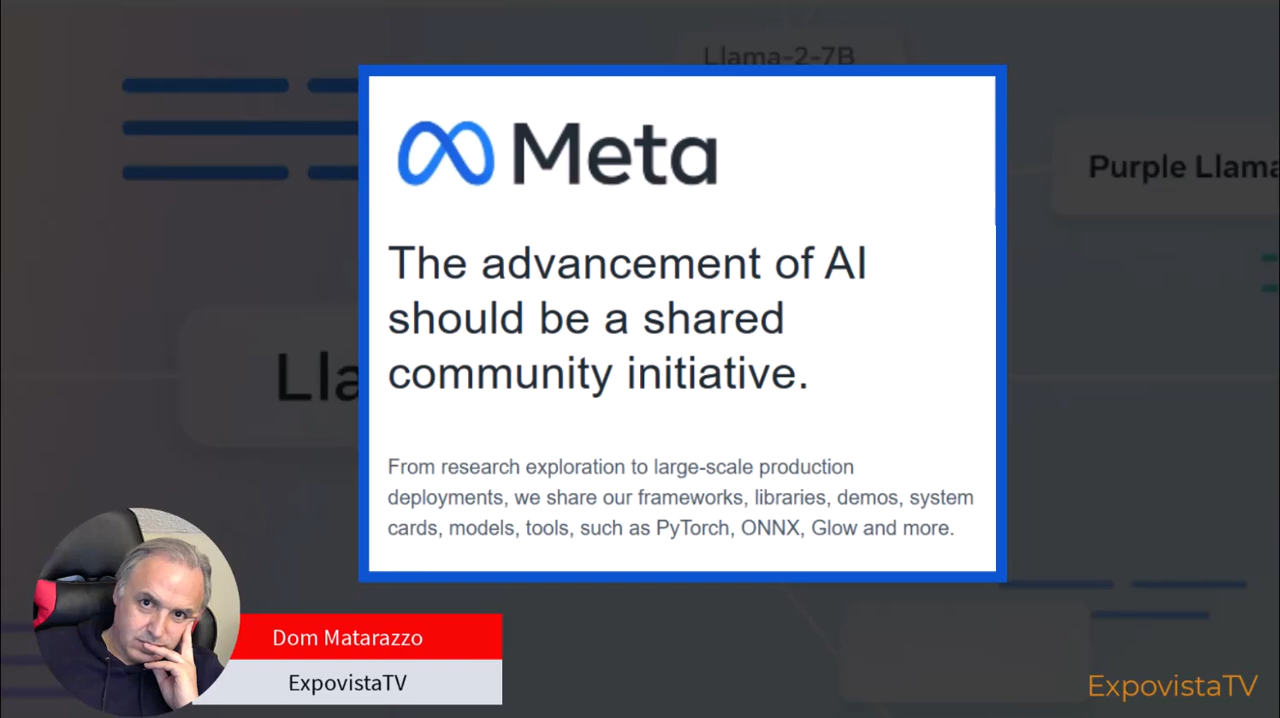 Llama-2-7B
Meta
Purple Llama
The advancement of AI
should be a shared
community initiative.
From research exploration to large-scale production
deployments, we share our frameworks, libraries, demos, system
cards, models, tools, such as PyTorch, ONNX, Glow and more.
Dom Matarazzo
ExpovistaTV
ExpovistaTV